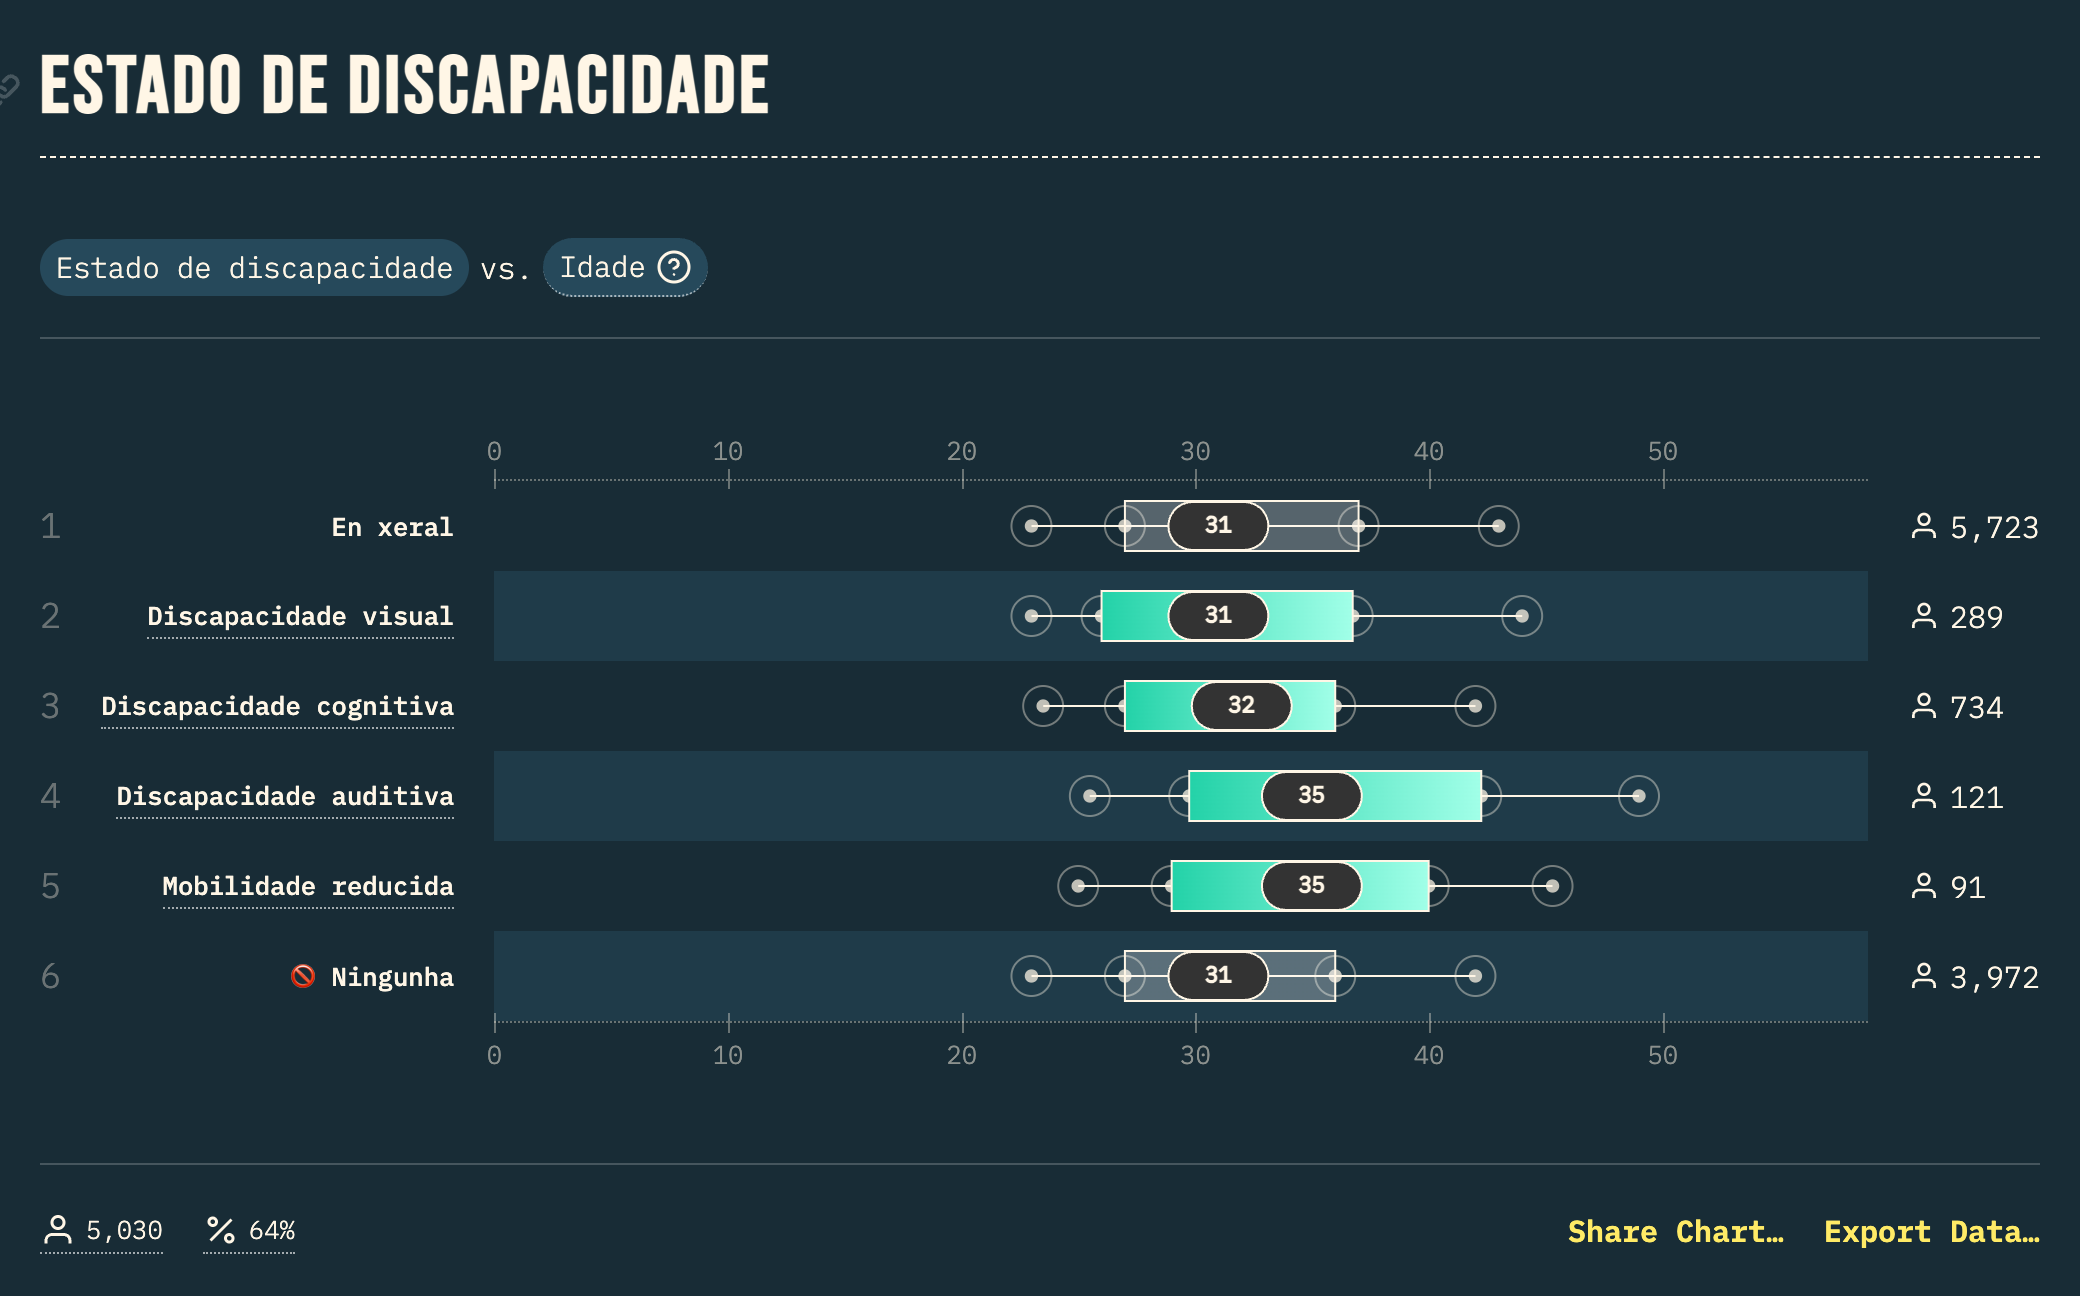 ESTADO DE DISCAPACIDADE
Estado de discapacidade vs. Idade
0 10 20 30 40 50
1 En xeral 31 5,723
2 Discapacidade visual 31 289
3 Discapacidade cognitiva 32 734
4 Discapacidade auditiva 35 121
5 Mobilidade reducida 35 91
6 Ningunha 31 3,972
0 10 20 30 40 50
5,030 64% Share Chart… Export Data…